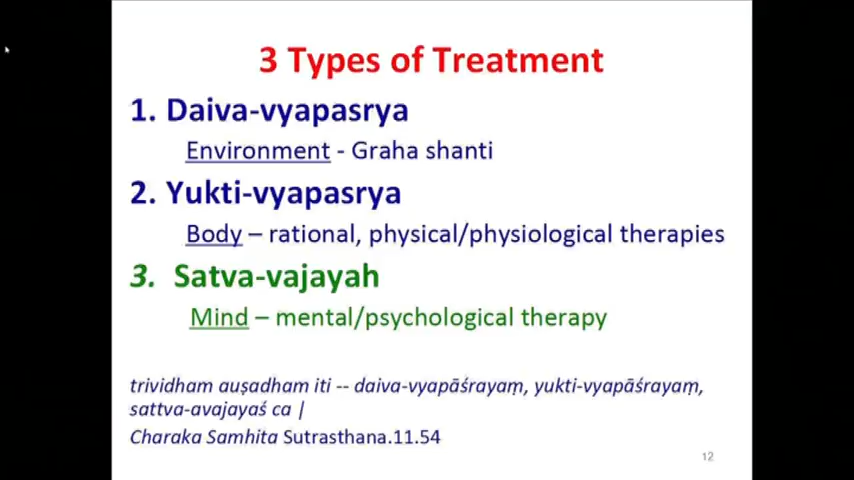 3 Types of Treatment
1. Daiva-vyapasrya
Environment - Graha shanti
2. Yukti-vyapasrya
Body – rational, physical/physiological therapies
3. Satva-vajayah
Mind – mental/psychological therapy
trividham auṣadham iti -- daiva-vyapāśrayaṃ, yukti-vyapāśrayaṃ,
sattva-avajayaś ca |
Charaka Samhita Sutrasthana.11.54
12